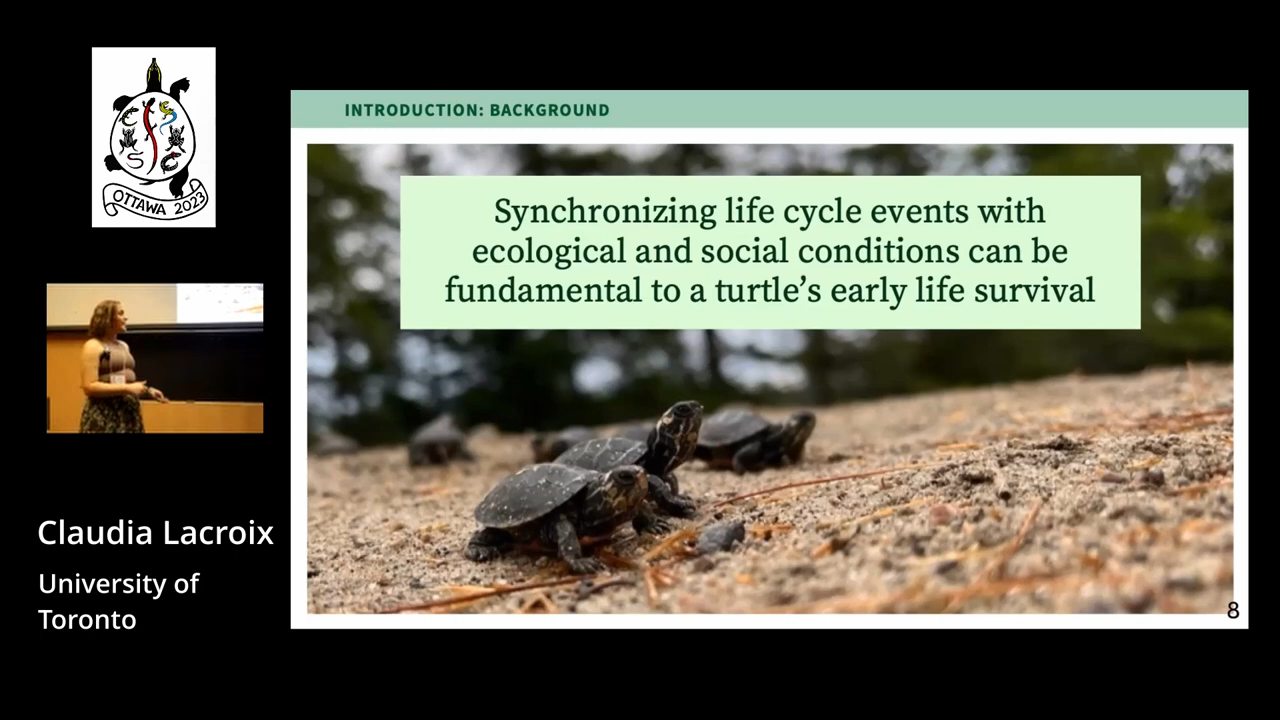 OTTAWA 2023
Claudia Lacroix
University of
Toronto
INTRODUCTION: BACKGROUND
Synchronizing life cycle events with
ecological and social conditions can be
fundamental to a turtle’s early life survival
8